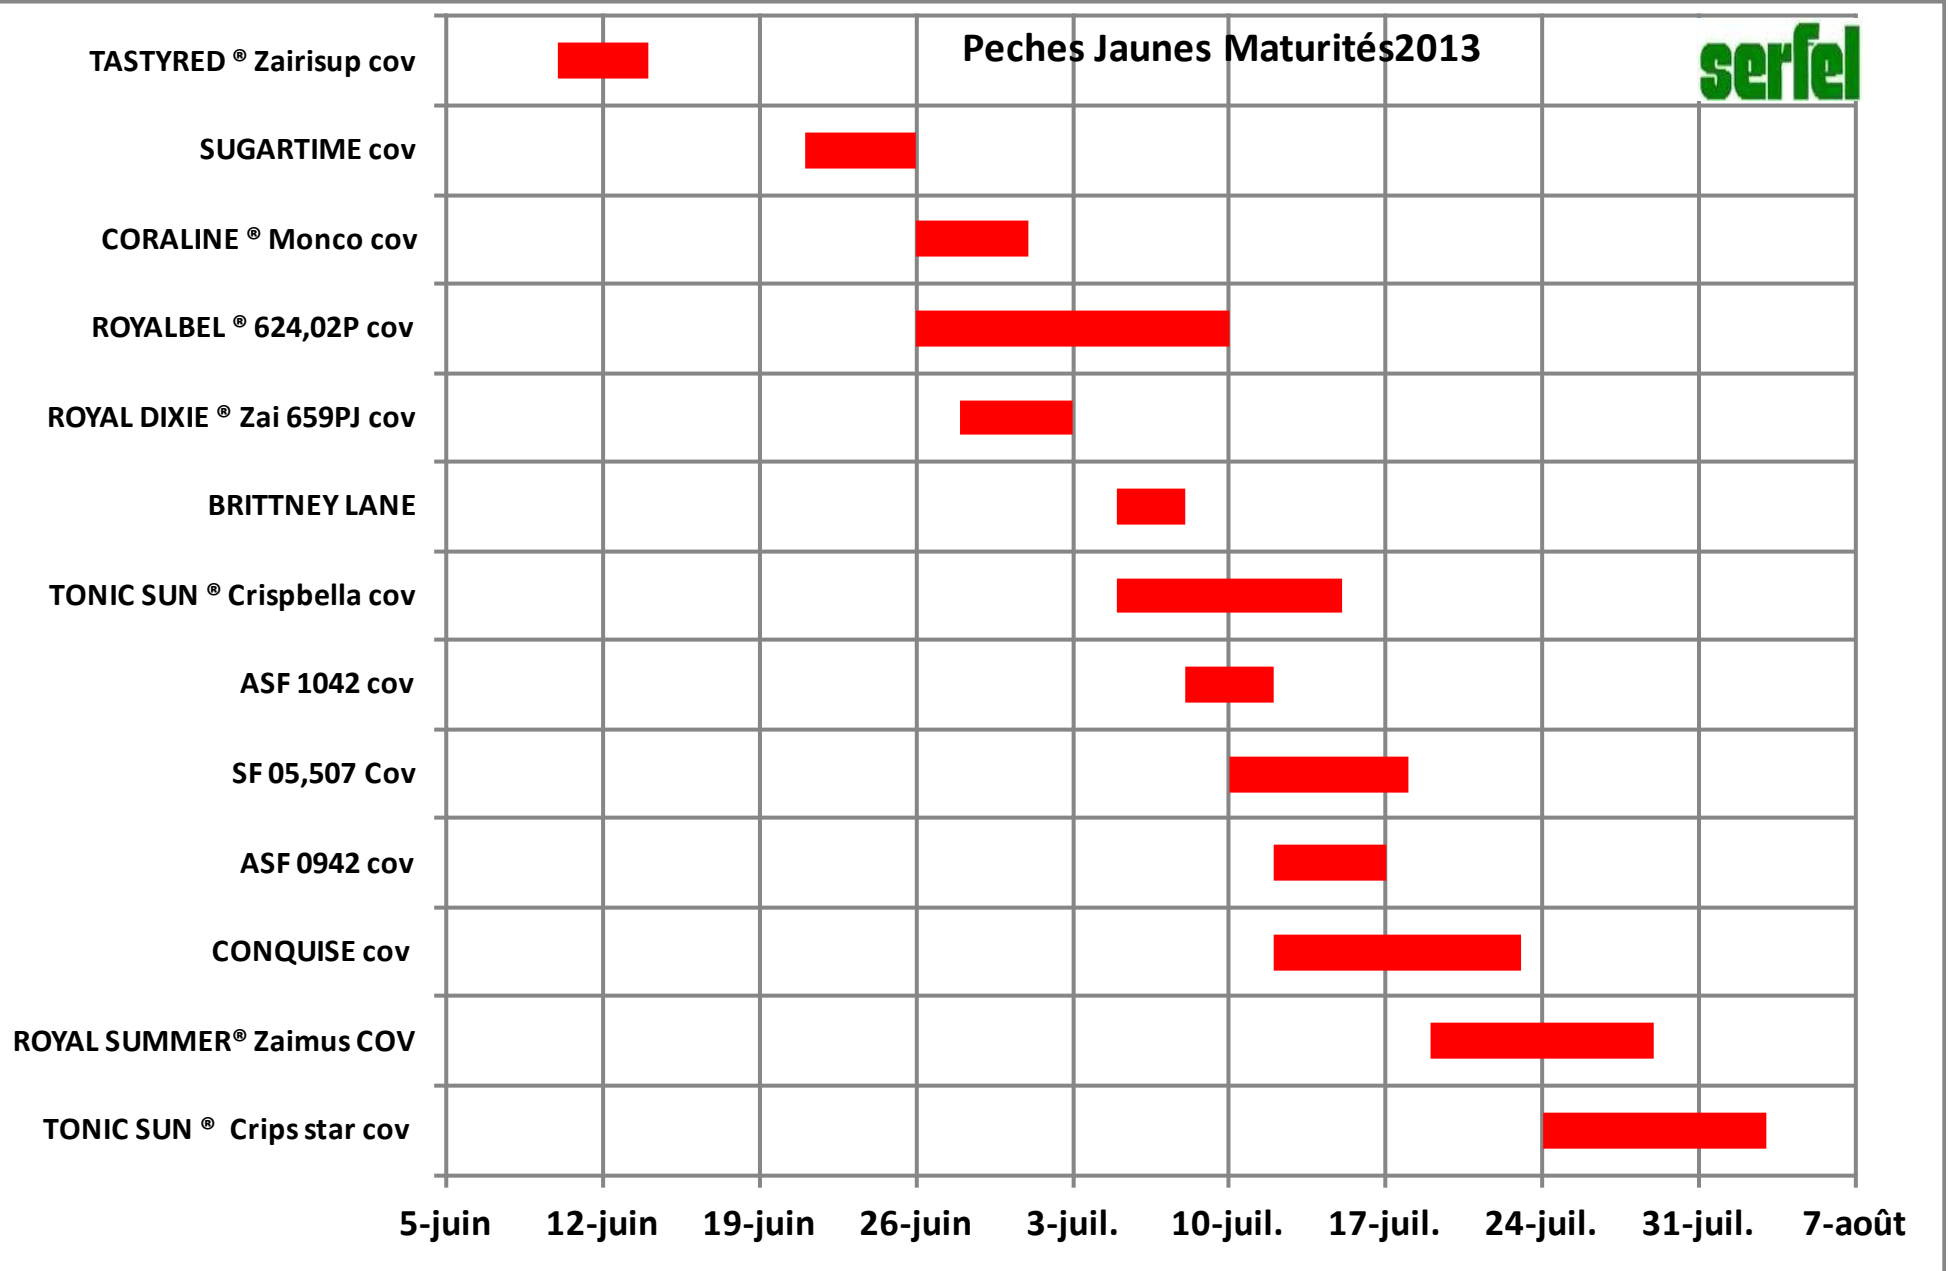 Peches Jaunes Maturités2013
serfel
TASTYRED ® Zairisup cov
SUGARTIME cov
CORALINE ® Monco cov
ROYALBEL ® 624,02P cov
ROYAL DIXIE ® Zai 659PJ cov
BRITTNEY LANE
TONIC SUN ® Crispbella cov
ASF 1042 cov
SF 05,507 Cov
ASF 0942 cov
CONQUISE cov
ROYAL SUMMER® Zaimus COV
TONIC SUN ® Crips star cov
5-juin 12-juin 19-juin 26-juin 3-juil. 10-juil. 17-juil. 24-juil. 31-juil. 7-août